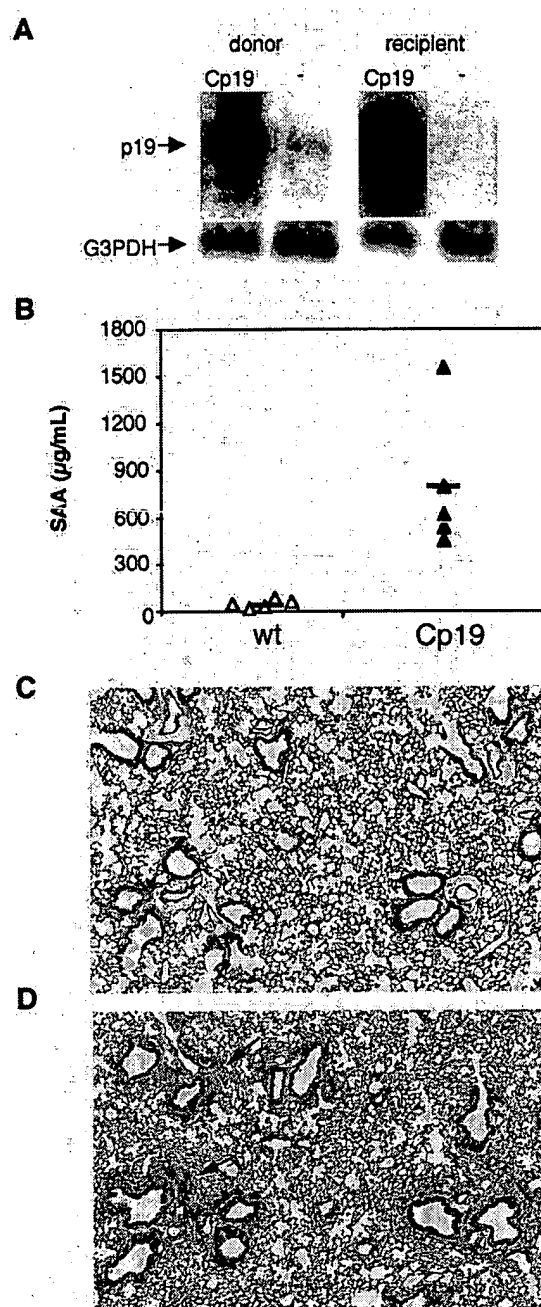 A
donor recipient
Cp19 - Cp19 -
p19
G3PDH
B
1800
1500
1200
900
600
300
0
SAA (µg/mL)
wt Cp19
C
D